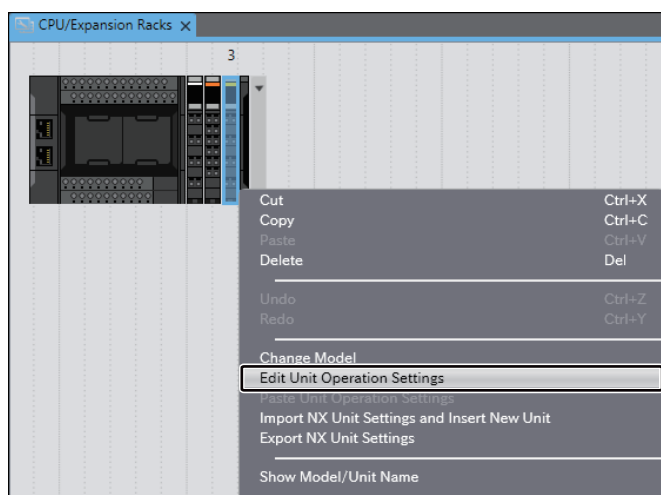 CPU/Expansion Racks
3
Cut Ctrl+X
Copy Ctrl+C
Paste Ctrl+V
Delete Del
Undo Ctrl+Z
Redo Ctrl+Y
Change Model
Edit Unit Operation Settings
Paste Unit Operation Settings
Import NX Unit Settings and Insert New Unit
Export NX Unit Settings
Show Model/Unit Name